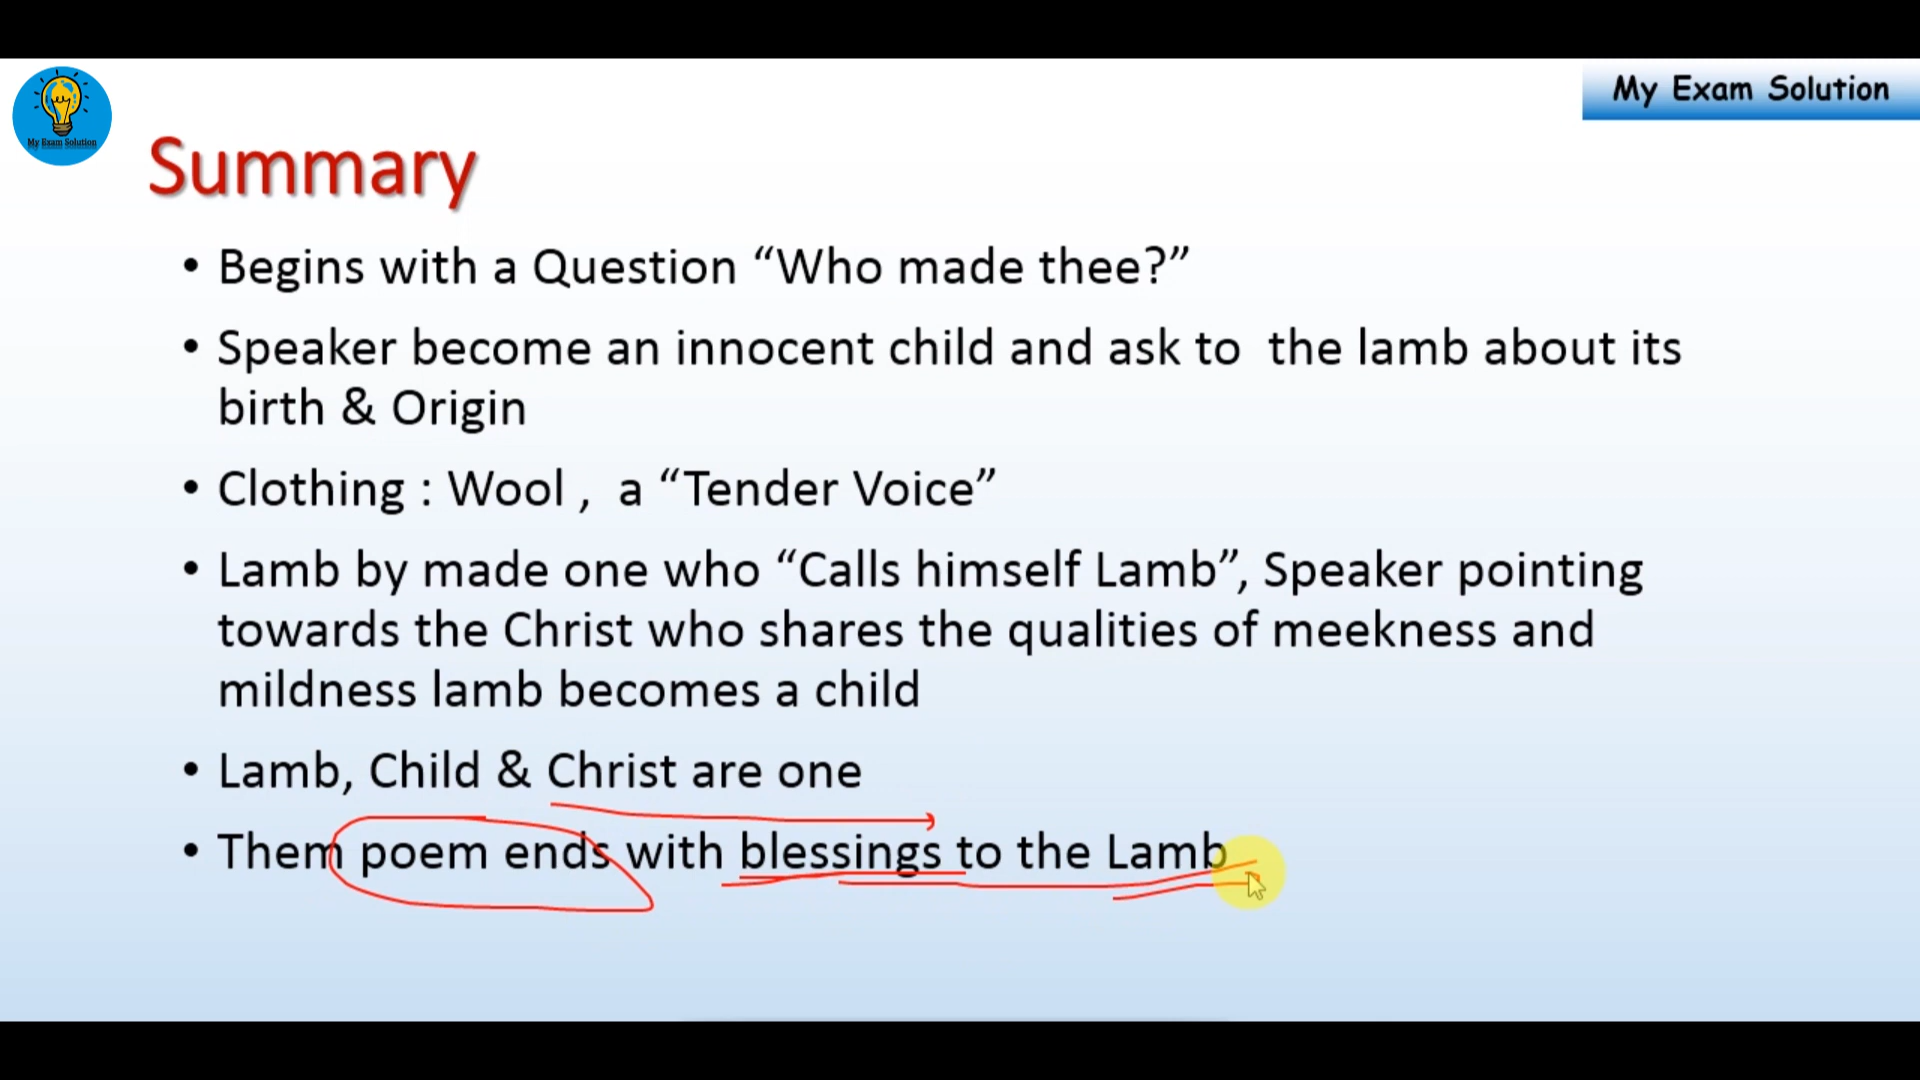 My Exam Solution
My Exam Solution
Summary
• Begins with a Question “Who made thee?”
• Speaker become an innocent child and ask to the lamb about its
birth & Origin
• Clothing : Wool , a “Tender Voice”
• Lamb by made one who “Calls himself Lamb”, Speaker pointing
towards the Christ who shares the qualities of meekness and
mildness lamb becomes a child
• Lamb, Child & Christ are one
• Them poem ends with blessings to the Lamb